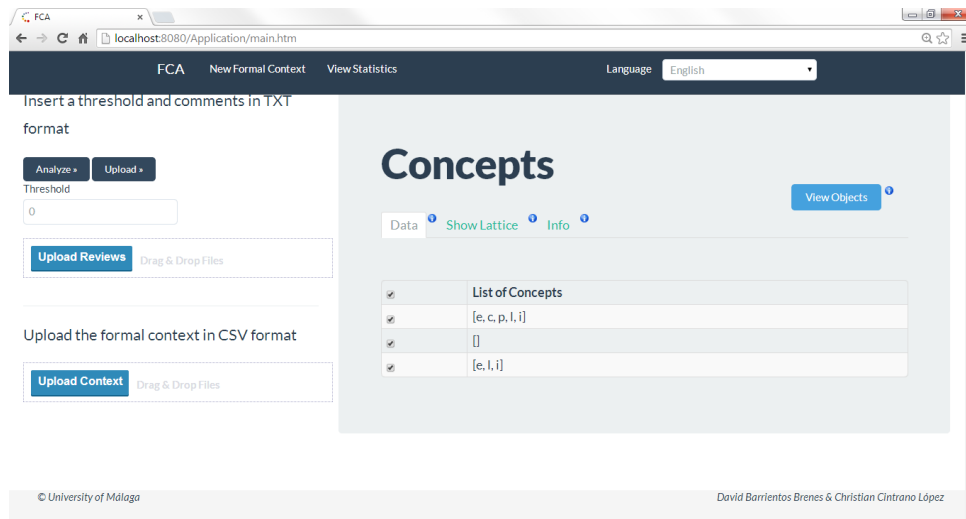 FCA
localhost:8080/Application/main.htm
FCA New Formal Context View Statistics Language English
Insert a threshold and comments in TXT
format
Analyze » Upload »
Threshold
0
Upload Reviews Drag & Drop Files
Upload the formal context in CSV format
Upload Context Drag & Drop Files
Concepts
View Objects
Data Show Lattice Info
List of Concepts
[e, c, p, l, i]
[]
[e, l, i]
© University of Málaga David Barrientos Brenes & Christian Cintrano López